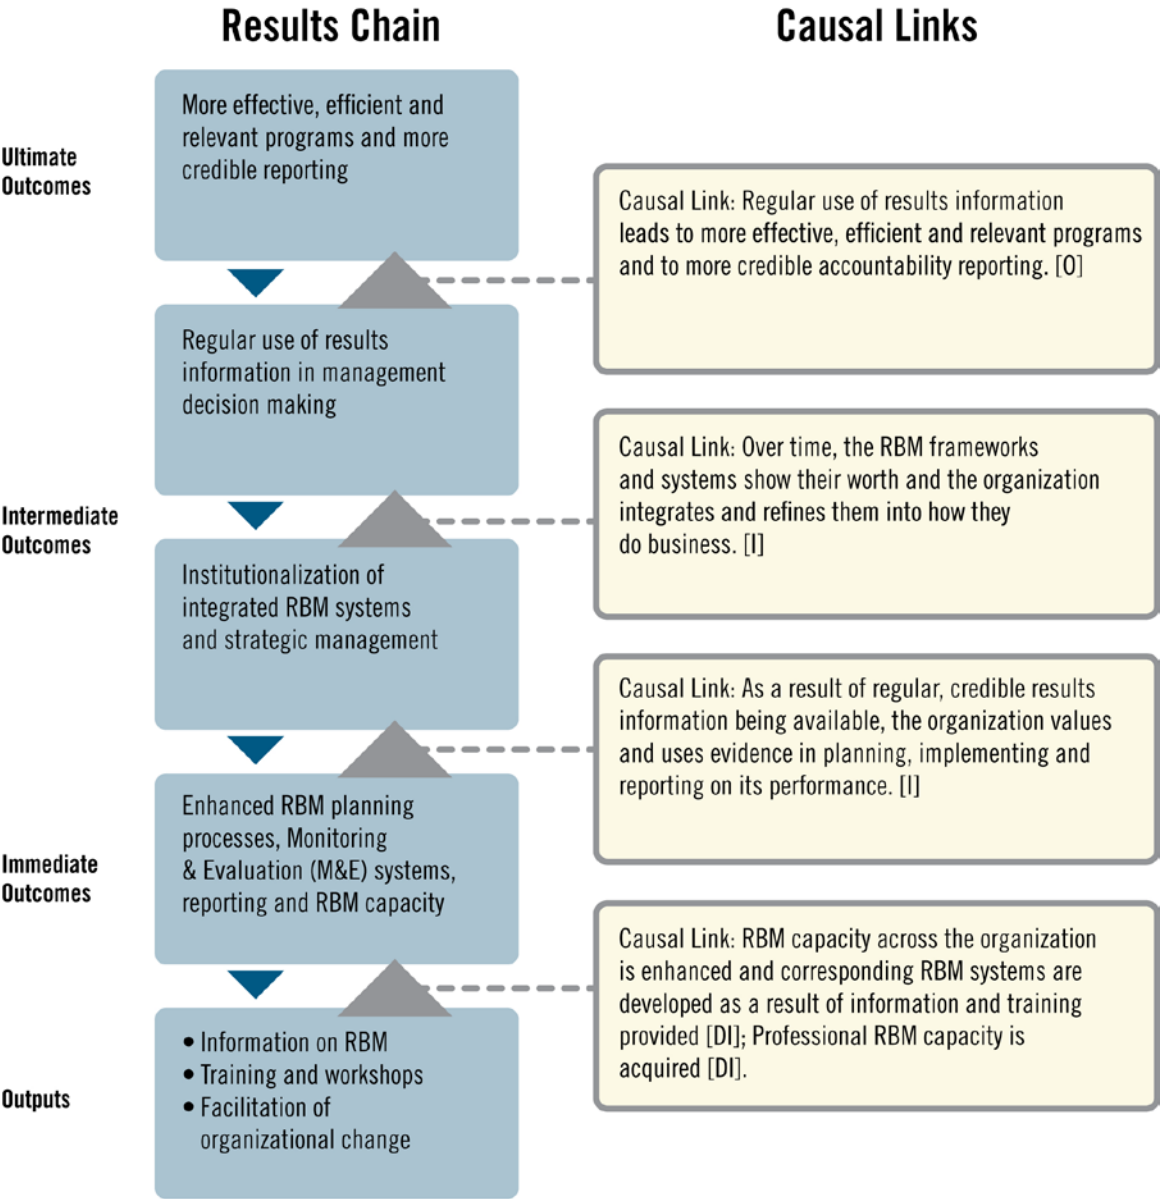 Results Chain
Causal Links
Ultimate
Outcomes
More effective, efficient and
relevant programs and more
credible reporting
Causal Link: Regular use of results information
leads to more effective, efficient and relevant programs
and to more credible accountability reporting. [O]
Regular use of results
information in management
decision making
Causal Link: Over time, the RBM frameworks
and systems show their worth and the organization
integrates and refines them into how they
do business. [I]
Intermediate
Outcomes
Institutionalization of
integrated RBM systems
and strategic management
Causal Link: As a result of regular, credible results
information being available, the organization values
and uses evidence in planning, implementing and
reporting on its performance. [I]
Immediate
Outcomes
Enhanced RBM planning
processes, Monitoring
& Evaluation (M&E) systems,
reporting and RBM capacity
Causal Link: RBM capacity across the organization
is enhanced and corresponding RBM systems are
developed as a result of information and training
provided [DI]; Professional RBM capacity is
acquired [DI].
Outputs
• Information on RBM
• Training and workshops
• Facilitation of
organizational change